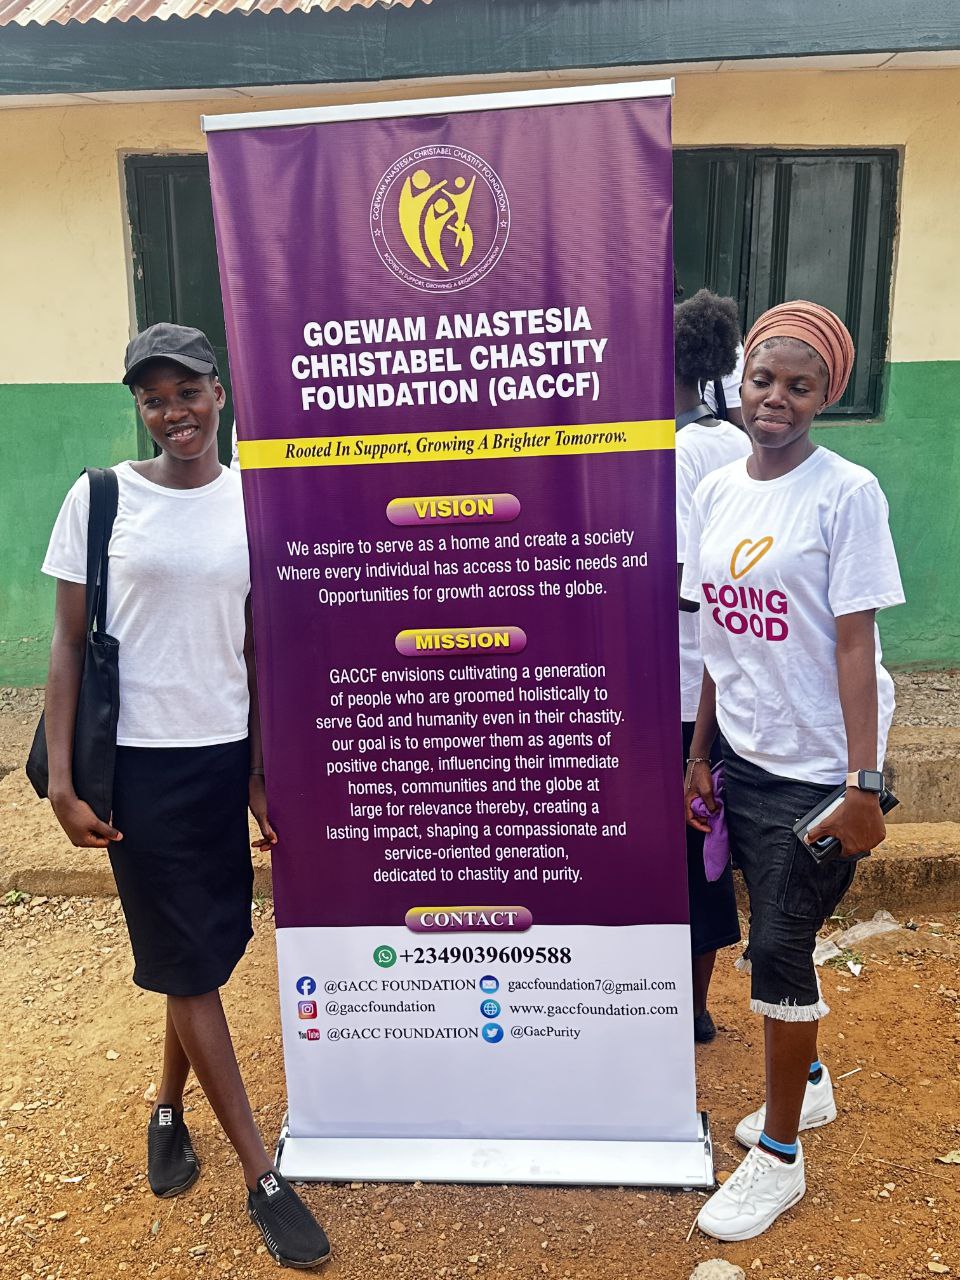 GOEWAM ANASTESIA CHRISTABEL CHASTITY FOUNDATION
ROOTED IN SUPPORT, GROWING A BRIGHTER TOMORROW
GOEWAM ANASTESIA
CHRISTABEL CHASTITY
FOUNDATION (GACCF)
Rooted In Support, Growing A Brighter Tomorrow.
VISION
We aspire to serve as a home and create a society
Where every individual has access to basic needs and
Opportunities for growth across the globe.
MISSION
GACCF envisions cultivating a generation
of people who are groomed holistically to
serve God and humanity even in their chastity.
our goal is to empower them as agents of
positive change, influencing their immediate
homes, communities and the globe at
large for relevance thereby, creating a
lasting impact, shaping a compassionate and
service-oriented generation,
dedicated to chastity and purity.
CONTACT
+2349039609588
@GACC FOUNDATION gaccfoundation7@gmail.com
@gaccfoundation www.gaccfoundation.com
YouTube @GACC FOUNDATION @GacPurity
DOING
GOOD